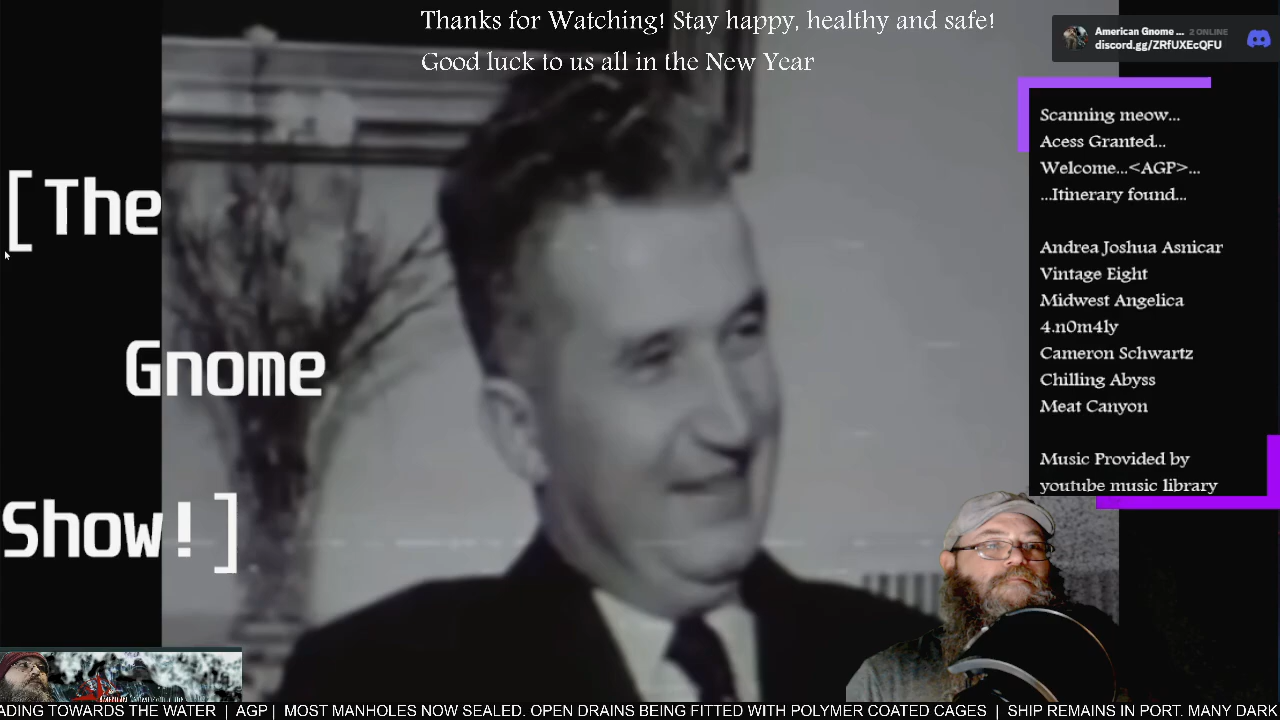 Thanks for Watching! Stay happy, healthy and safe!
Good luck to us all in the New Year
American Gnome ... 2 ONLINE
discord.gg/ZRfUXEcQFU
[The
Gnome
Show!]
Scanning meow...
Acess Granted...
Welcome...<AGP>...
...Itinerary found...
Andrea Joshua Asnicar
Vintage Eight
Midwest Angelica
4.n0m4ly
Cameron Schwartz
Chilling Abyss
Meat Canyon
Music Provided by
youtube music library
ADING TOWARDS THE WATER | AGP | MOST MANHOLES NOW SEALED. OPEN DRAINS BEING FITTED WITH POLYMER COATED CAGES | SHIP REMAINS IN PORT. MANY DARK